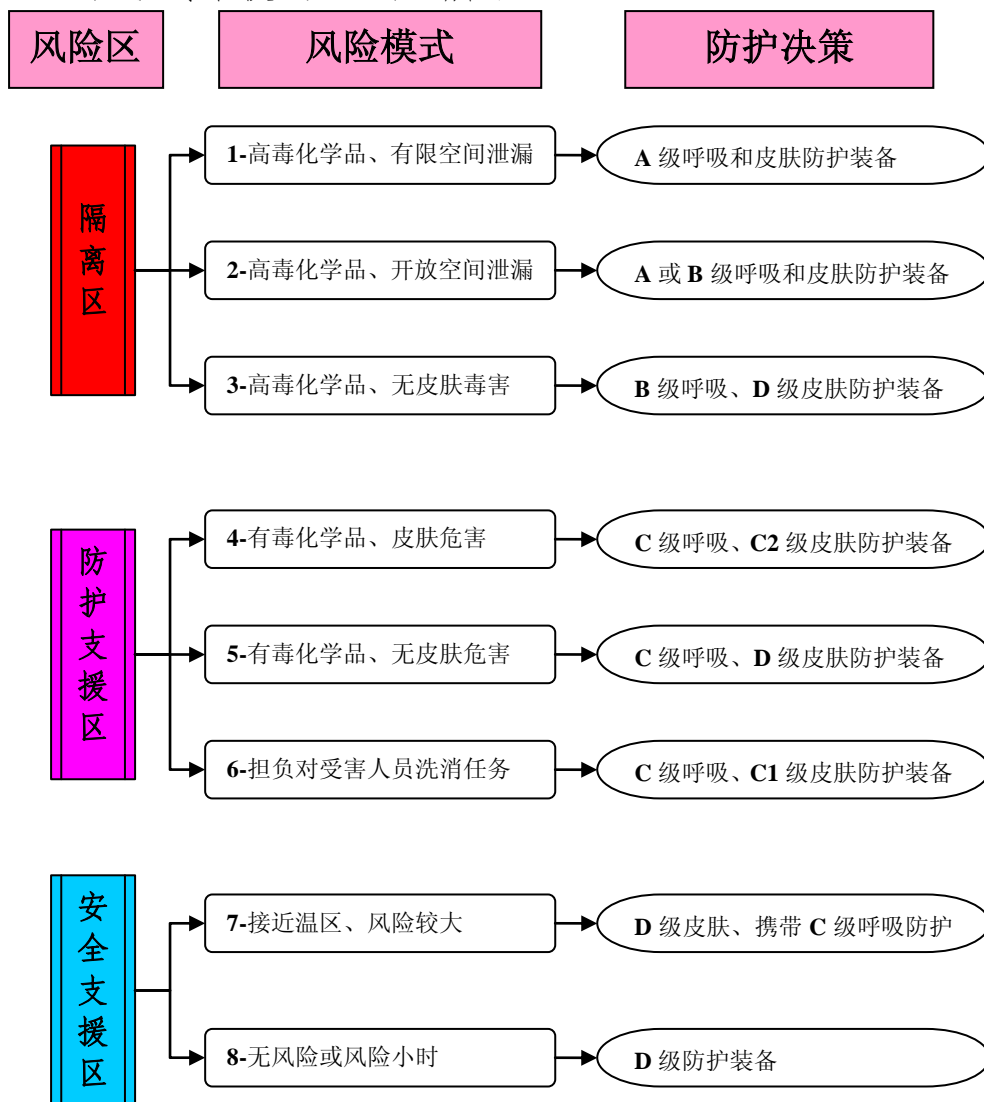 风险区 风险模式 防护决策
隔离区
1-高毒化学品、有限空间泄漏 A 级呼吸和皮肤防护装备
2-高毒化学品、开放空间泄漏 A 或 B 级呼吸和皮肤防护装备
3-高毒化学品、无皮肤毒害 B 级呼吸、D 级皮肤防护装备
防护支援区
4-有毒化学品、皮肤危害 C 级呼吸、C2 级皮肤防护装备
5-有毒化学品、无皮肤危害 C 级呼吸、D 级皮肤防护装备
6-担负对受害人员洗消任务 C 级呼吸、C1 级皮肤防护装备
安全支援区
7-接近温区、风险较大 D 级皮肤、携带 C 级呼吸防护
8-无风险或风险小时 D 级防护装备